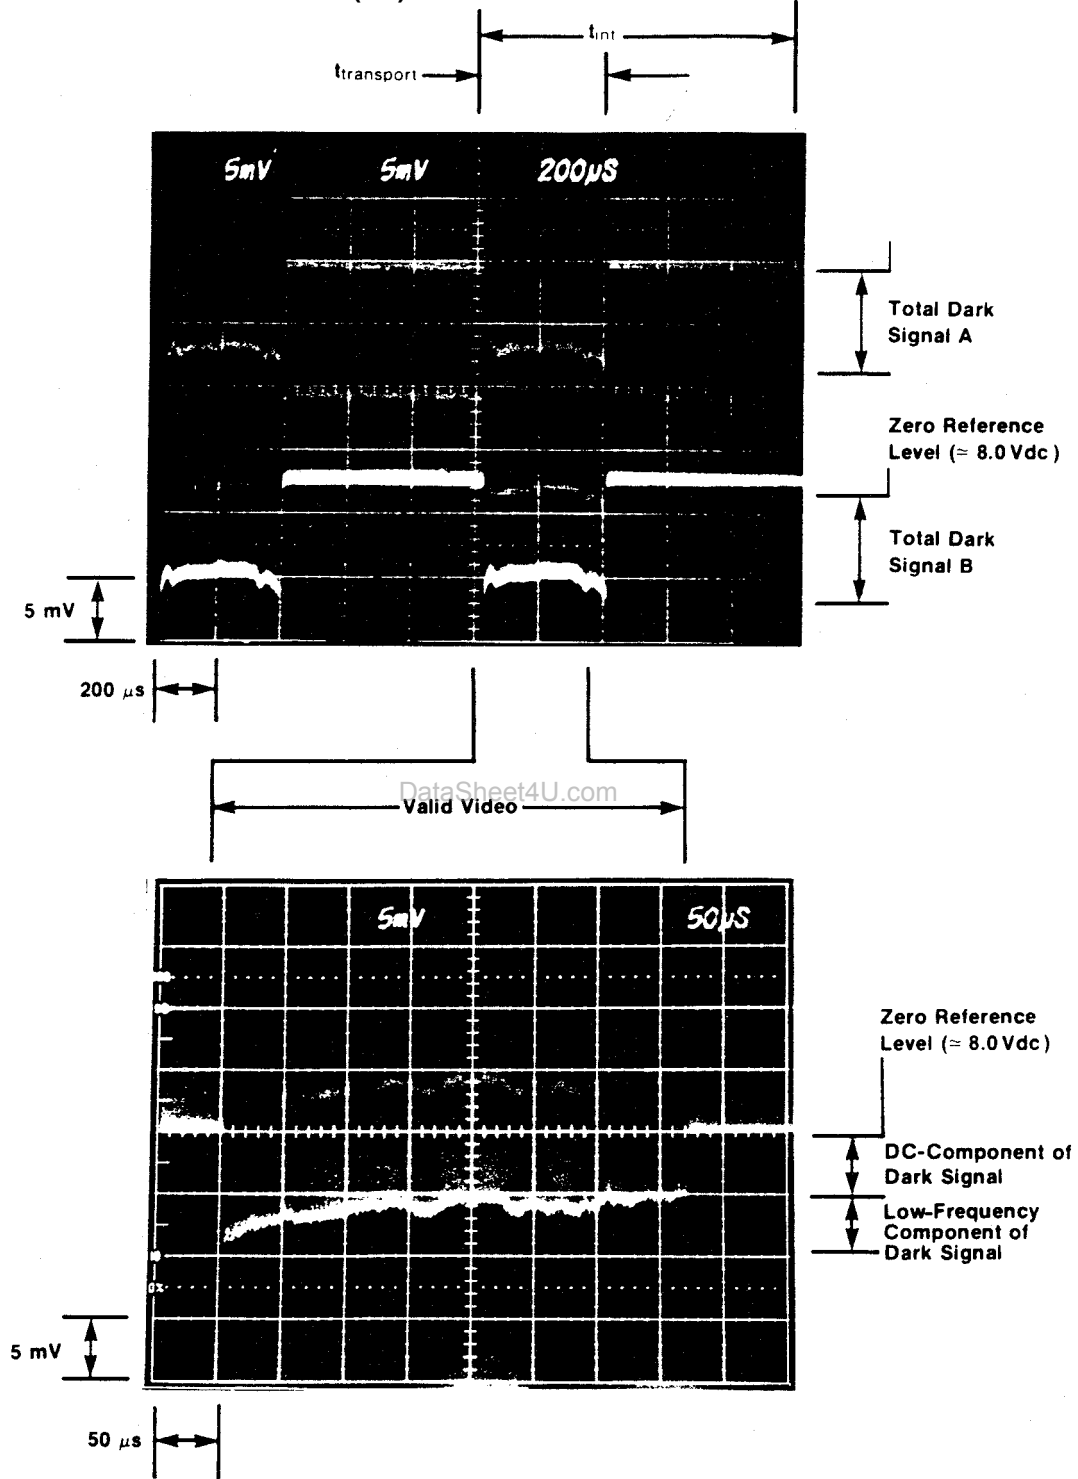 tint
ttransport
5mV 5mV 200µS
Total Dark
Signal A
Zero Reference
Level (≃ 8.0 Vdc)
Total Dark
Signal B
5 mV
200 µs
DataSheet4U.com
Valid Video
5mV 50µS
Zero Reference
Level (≃ 8.0 Vdc)
DC-Component of
Dark Signal
Low-Frequency
Component of
Dark Signal
0%
5 mV
50 µs